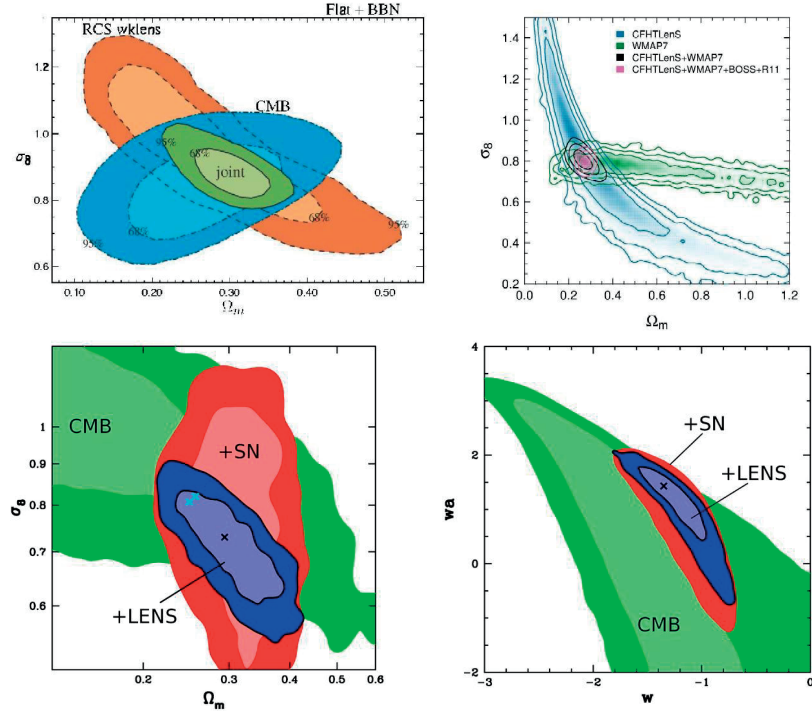 Flat + BBN
RCS wklens
CMB
95%
68%
joint
68%
95%
68%
95%
1.2
1.0
0.8
0.6
σ8
0.10
0.20
0.30
0.40
0.50
Ωm
CFHTLenS
WMAP7
CFHTLenS+WMAP7
CFHTLenS+WMAP7+BOSS+R11
1.4
1.2
1.0
0.8
0.6
0.4
0.2
σ8
0.0
0.2
0.4
0.6
0.8
1.0
1.2
Ωm
CMB
+SN
+LENS
1
0.9
0.8
0.7
0.6
σ8
0.2
0.3
0.4
0.6
Ωm
+SN
+LENS
CMB
4
2
0
-2
wa
-3
-2
-1
0
w